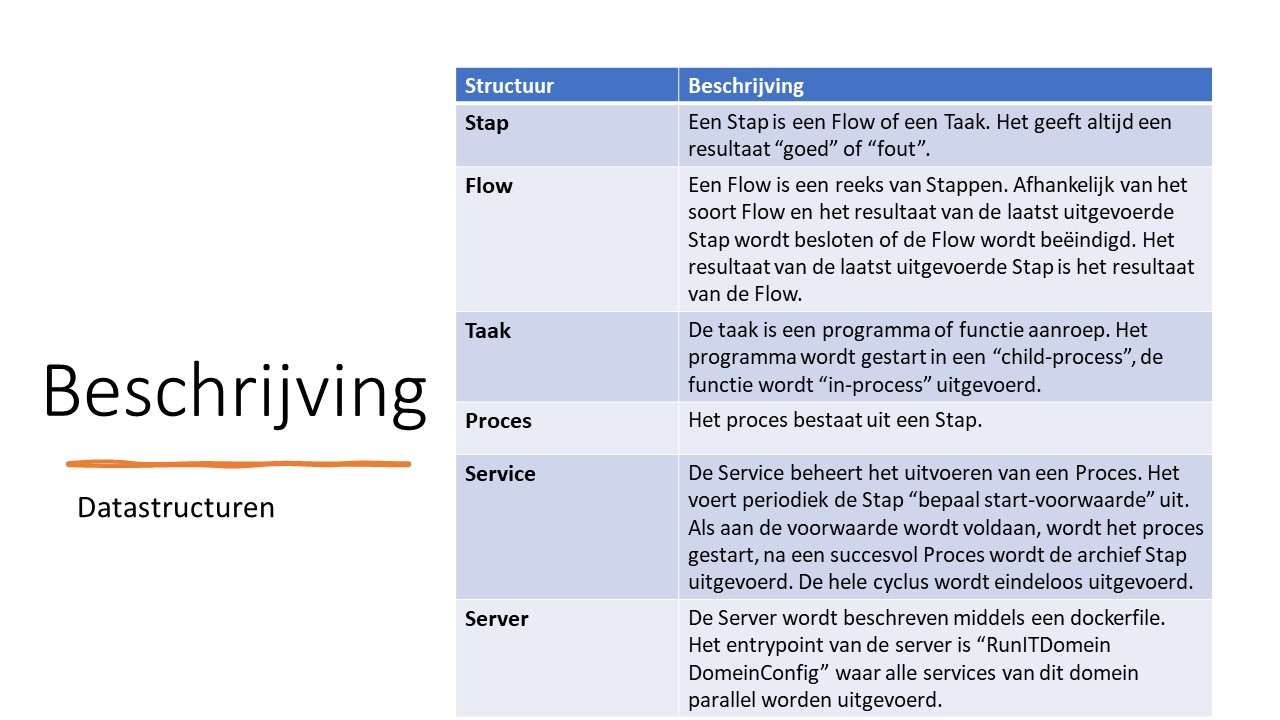 Beschrijving
Datastructuren
Structuur Beschrijving
Stap Een Stap is een Flow of een Taak. Het geeft altijd een
resultaat “goed” of “fout”.
Flow Een Flow is een reeks van Stappen. Afhankelijk van het
soort Flow en het resultaat van de laatst uitgevoerde
Stap wordt besloten of de Flow wordt beëindigd. Het
resultaat van de laatst uitgevoerde Stap is het resultaat
van de Flow.
Taak De taak is een programma of functie aanroep. Het
programma wordt gestart in een “child-process”, de
functie wordt “in-process” uitgevoerd.
Proces Het proces bestaat uit een Stap.
Service De Service beheert het uitvoeren van een Proces. Het
voert periodiek de Stap “bepaal start-voorwaarde” uit.
Als aan de voorwaarde wordt voldaan, wordt het proces
gestart, na een succesvol Proces wordt de archief Stap
uitgevoerd. De hele cyclus wordt eindeloos uitgevoerd.
Server De Server wordt beschreven middels een dockerfile.
Het entrypoint van de server is “RunITDomein
DomeinConfig” waar alle services van dit domein
parallel worden uitgevoerd.